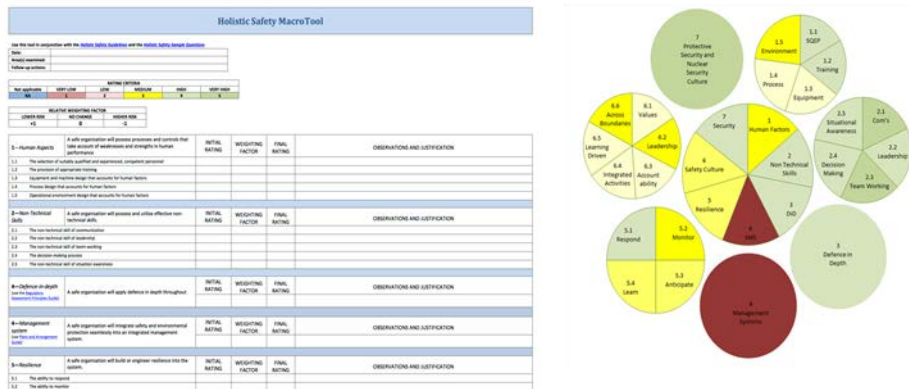 Holistic Safety MacroTool
Use this tool in conjunction with the Holistic Safety Guidelines and the Holistic Safety Sample Questions
Date:
Area(s) examined:
Follow-up actions:
RATING CRITERIA
Not applicable VERY LOW LOW MEDIUM HIGH VERY HIGH
NA 1 2 3 4 5
RELATIVE WEIGHTING FACTOR
LOWER RISK NO CHANGE HIGHER RISK
+1 0 -1
1—Human Aspects
A safe organisation will possess processes and controls that take account of weaknesses and strengths in human performance
INITIAL RATING
WEIGHTING FACTOR
FINAL RATING
OBSERVATIONS AND JUSTIFICATION
1.1 The selection of suitably qualified and experienced, competent personnel
1.2 The provision of appropriate training
1.3 Equipment and machine design that accounts for human factors
1.4 Process design that accounts for human factors
1.5 Operational environment design that accounts for human factors
2—Non-Technical Skills
A safe organisation will possess and utilize effective non-technical skills
INITIAL RATING
WEIGHTING FACTOR
FINAL RATING
OBSERVATIONS AND JUSTIFICATION
2.1 The non-technical skill of communication
2.2 The non-technical skill of leadership
2.3 The non-technical skill of team working
2.4 The decision making process
2.5 The non-technical skill of situation awareness
—Defence-in-depth
A safe organisation will apply defence in depth throughout
INITIAL RATING
WEIGHTING FACTOR
FINAL RATING
OBSERVATIONS AND JUSTIFICATION
4—Management system
A safe organisation will integrate safety and environmental protection seamlessly into an integrated management system.
INITIAL RATING
WEIGHTING FACTOR
FINAL RATING
OBSERVATIONS AND JUSTIFICATION
5—Resilience
A safe organisation will build or engineer resilience into the system.
INITIAL RATING
WEIGHTING FACTOR
FINAL RATING
OBSERVATIONS AND JUSTIFICATION
5.1 The ability to respond
5.2 The ability to monitor
7
Protective
Security and
Nuclear
Security
Culture
1.5
Environment
1.1
SQEP
1.2
Training
1.3
Equipment
1.4
Process
6.6
Across
Boundaries
6.1
Values
6.2
Leadership
6.3
Account
ability
6.4
Integrated
Activities
6.5
Learning
Driven
7
Security
1
Human Factors
2
Non Technical
Skills
3
DiD
4
5
Resilience
6
Safety Culture
2.5
Situational
Awareness
2.1
Com's
2.2
Leadership
2.3
Team Working
2.4
Decision
Making
5.1
Respond
5.2
Monitor
5.3
Anticipate
5.4
Learn
3
Defence in
Depth
4
Management
Systems